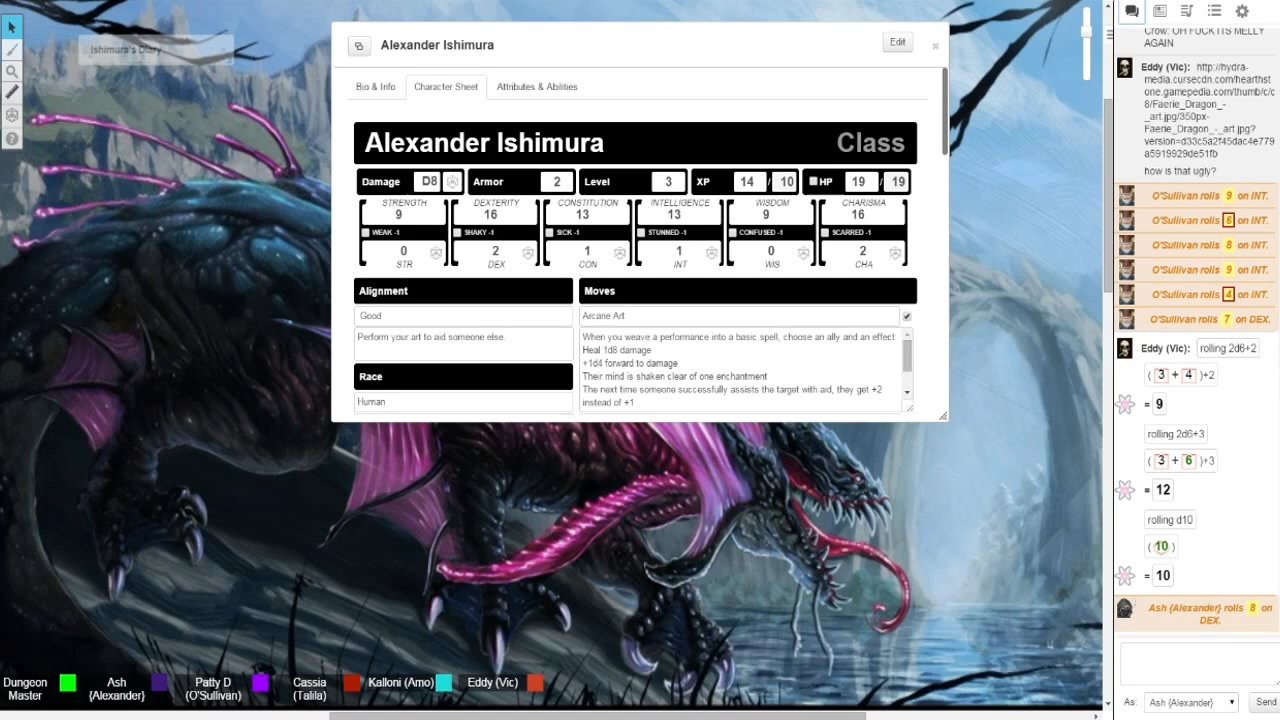 Ishimura's Diary
Alexander Ishimura
Edit
Bio & Info
Character Sheet
Attributes & Abilities
Alexander Ishimura
Class
Damage D8
Armor 2
Level 3
XP 14 / 10
HP 19 / 19
STRENGTH DEXTERITY CONSTITUTION INTELLIGENCE WISDOM CHARISMA
9 16 13 13 9 16
WEAK -1 SHAKY -1 SICK -1 STUNNED -1 CONFUSED -1 SCARRED -1
0 2 1 1 0 2
STR DEX CON INT WIS CHA
Alignment
Good
Perform your art to aid someone else.
Race
Human
Moves
Arcane Art
When you weave a performance into a basic spell, choose an ally and an effect
Heal 1d8 damage
+1d4 forward to damage
Their mind is shaken clear of one enchantment
The next time someone successfully assists the target with aid, they get +2
instead of +1
Dungeon
Master
Ash
{Alexander}
Patty D
(O'Sullivan)
Cassia
(Talila)
Kalloni (Amo)
Eddy (Vic)
Crow: OH FUCK ITS MELLY
AGAIN
Eddy (Vic): http://hydra-
media.cursecdn.com/hearthst
one.gamepedia.com/thumb/c/c
8/Faerie_Dragon_-
_art.jpg/350px-
Faerie_Dragon_-_art.jpg?
version=d33c5a2f45dac4e779
a5919929de51fb
how is that ugly?
O'Sullivan rolls 9 on INT.
O'Sullivan rolls 6 on INT.
O'Sullivan rolls 8 on INT.
O'Sullivan rolls 9 on INT.
O'Sullivan rolls 4 on INT.
O'Sullivan rolls 7 on DEX.
Eddy (Vic): rolling 2d6+2
( 3 + 4 )+2
= 9
rolling 2d6+3
( 3 + 6 )+3
= 12
rolling d10
( 10 )
= 10
Ash {Alexander} rolls 8 on
DEX.
As: Ash {Alexander} Send